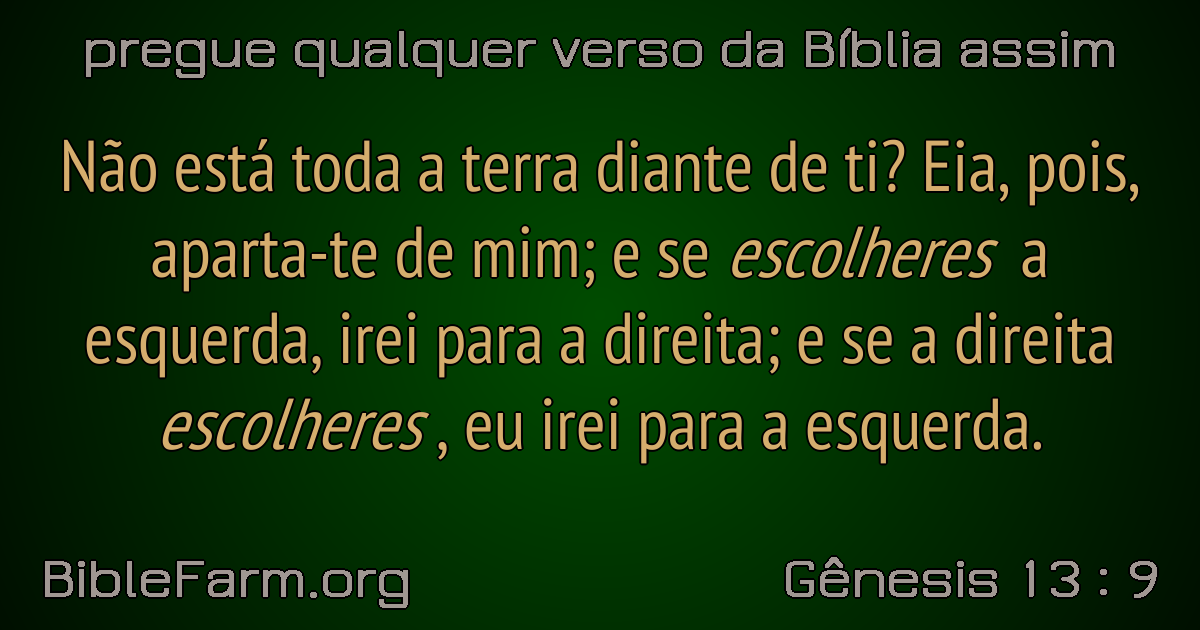 pregue qualquer verso da Bíblia assim
Não está toda a terra diante de ti? Eia, pois,
aparta-te de mim; e se escolheres a
esquerda, irei para a direita; e se a direita
escolheres , eu irei para a esquerda.
BibleFarm.org
Gênesis 13 : 9